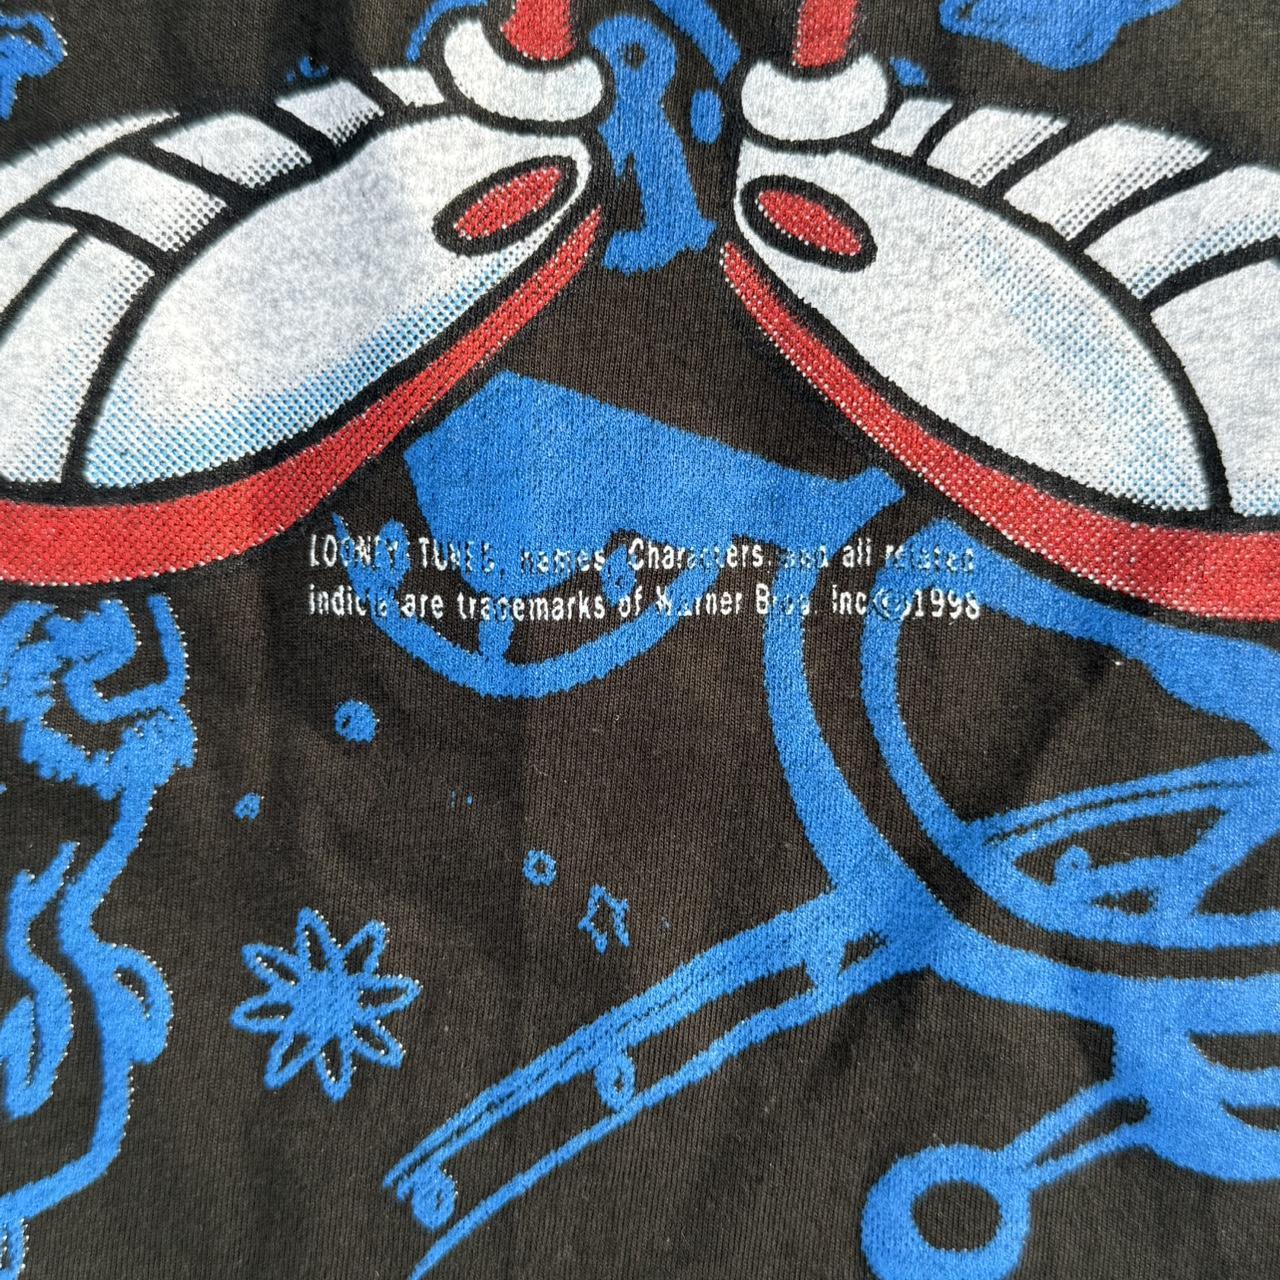 LOONEY TUNES, names, Characters, and all related
indicia are trademarks of Warner Bros. Inc.©1998